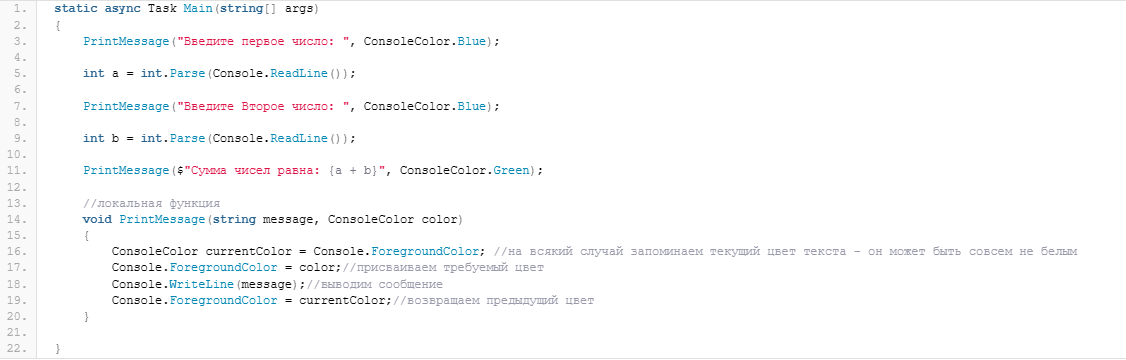 1. static async Task Main(string[] args)
2. {
3.     PrintMessage("Введите первое число: ", ConsoleColor.Blue);
4.
5.     int a = int.Parse(Console.ReadLine());
6.
7.     PrintMessage("Введите Второе число: ", ConsoleColor.Blue);
8.
9.     int b = int.Parse(Console.ReadLine());
10.
11.     PrintMessage($"Сумма чисел равна: {a + b}", ConsoleColor.Green);
12.
13.     //локальная функция
14.     void PrintMessage(string message, ConsoleColor color)
15.     {
16.         ConsoleColor currentColor = Console.ForegroundColor; //на всякий случай запоминаем текущий цвет текста - он может быть совсем не белым
17.         Console.ForegroundColor = color;//присваиваем требуемый цвет
18.         Console.WriteLine(message);//выводим сообщение
19.         Console.ForegroundColor = currentColor;//возвращаем предыдущий цвет
20.     }
21.
22. }